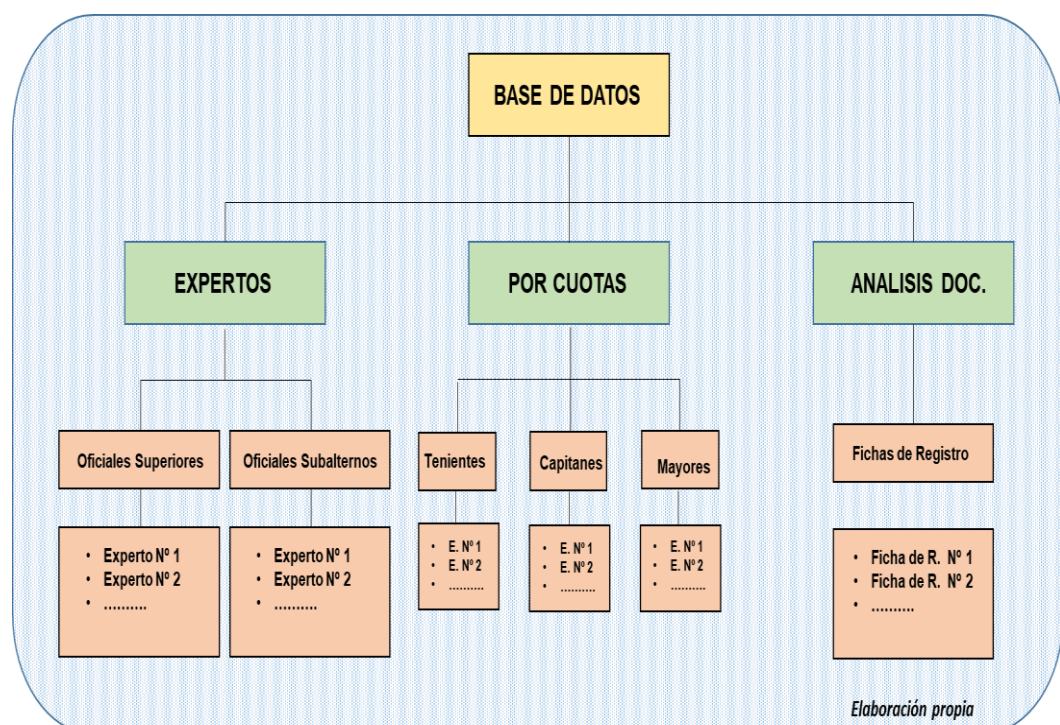 BASE DE DATOS
EXPERTOS
POR CUOTAS
ANALISIS DOC.
Oficiales Superiores
Oficiales Subalternos
Tenientes
Capitanes
Mayores
Fichas de Registro
• Experto Nº 1
• Experto Nº 2
• ..........
• Experto Nº 1
• Experto Nº 2
• ..........
• E. Nº 1
• E. Nº 2
• ..........
• E. Nº 1
• E. Nº 2
• ..........
• E. Nº 1
• E. Nº 2
• ..........
• Ficha de R. Nº 1
• Ficha de R. Nº 2
• ..........
Elaboración propia